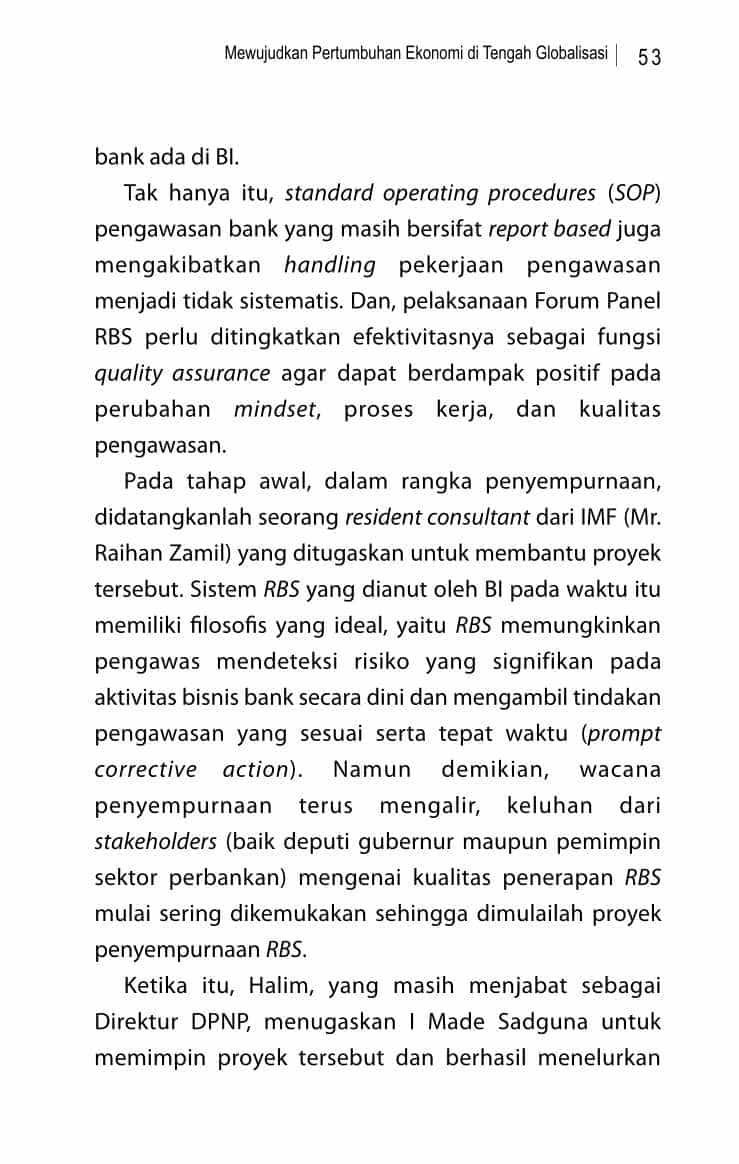 Mewujudkan Pertumbuhan Ekonomi di Tengah Globalisasi | 53
bank ada di BI.
Tak hanya itu, standard operating procedures (SOP)
pengawasan bank yang masih bersifat report based juga
mengakibatkan handling pekerjaan pengawasan
menjadi tidak sistematis. Dan, pelaksanaan Forum Panel
RBS perlu ditingkatkan efektivitasnya sebagai fungsi
quality assurance agar dapat berdampak positif pada
perubahan mindset, proses kerja, dan kualitas
pengawasan.
Pada tahap awal, dalam rangka penyempurnaan,
didatangkanlah seorang resident consultant dari IMF (Mr.
Raihan Zamil) yang ditugaskan untuk membantu proyek
tersebut. Sistem RBS yang dianut oleh BI pada waktu itu
memiliki filosofis yang ideal, yaitu RBS memungkinkan
pengawas mendeteksi risiko yang signifikan pada
aktivitas bisnis bank secara dini dan mengambil tindakan
pengawasan yang sesuai serta tepat waktu (prompt
corrective action). Namun demikian, wacana
penyempurnaan terus mengalir, keluhan dari
stakeholders (baik deputi gubernur maupun pemimpin
sektor perbankan) mengenai kualitas penerapan RBS
mulai sering dikemukakan sehingga dimulailah proyek
penyempurnaan RBS.
Ketika itu, Halim, yang masih menjabat sebagai
Direktur DPNP, menugaskan I Made Sadguna untuk
memimpin proyek tersebut dan berhasil menelurkan